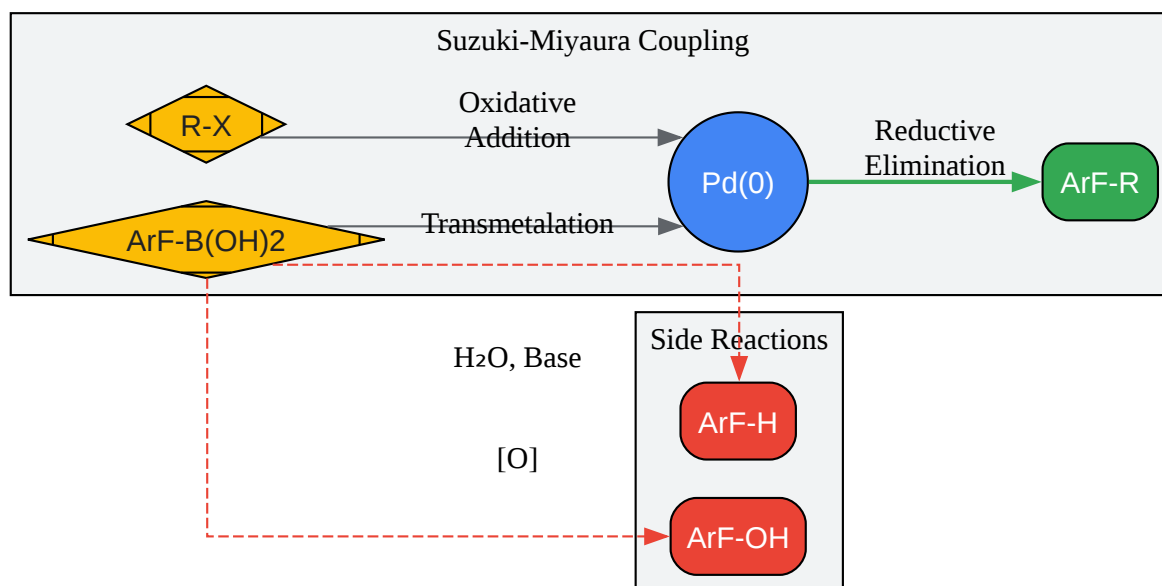 Suzuki-Miyaura Coupling
R-X
Oxidative
Addition
Pd(0)
Reductive
Elimination
ArF-R
ArF-B(OH)2
Transmetalation
Side Reactions
H₂O, Base
ArF-H
[O]
ArF-OH